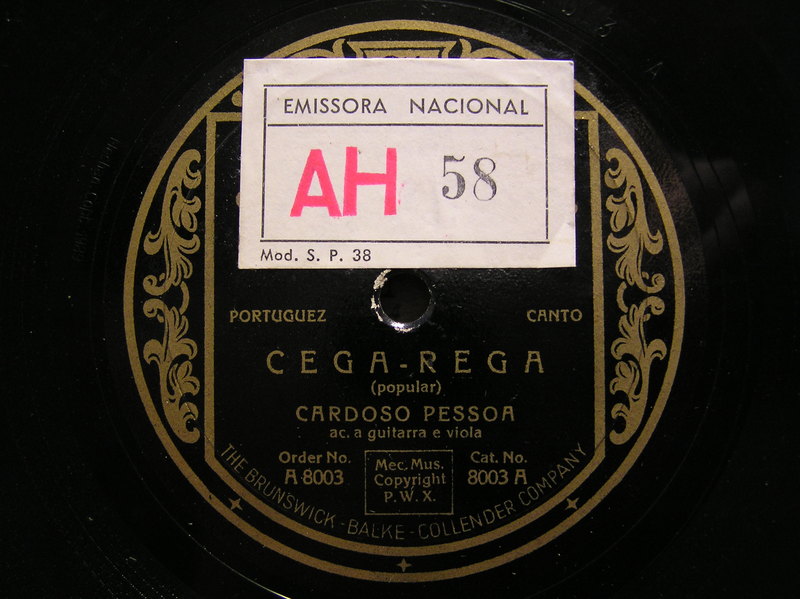 EMISSORA NACIONAL
AH 58
Mod. S. P. 38
PORTUGUEZ CANTO
CEGA-REGA
(popular)
CARDOSO PESSOA
ac. a guitarra e viola
Order No. Mec. Mus. Cat. No.
A 8003 Copyright 8003 A
P. W. X.
THE BRUNSWICK-BALKE-COLLENDER COMPANY